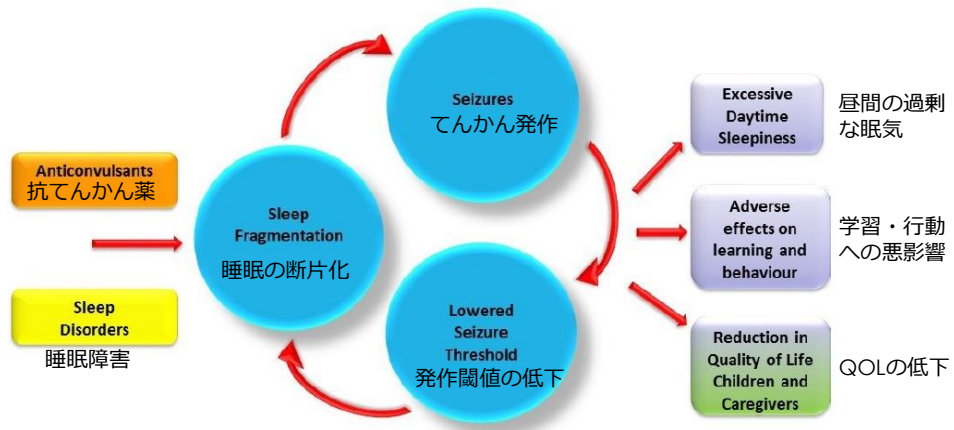 Anticonvulsants
抗てんかん薬
Sleep
Disorders
睡眠障害
Sleep
Fragmentation
睡眠の断片化
Seizures
てんかん発作
Lowered
Seizure
Threshold
発作閾値の低下
Excessive
Daytime
Sleepiness
昼間の過剰
な眠気
Adverse
effects on
learning and
behaviour
学習・行動
への悪影響
Reduction in
Quality of Life
Children and
Caregivers
QOLの低下